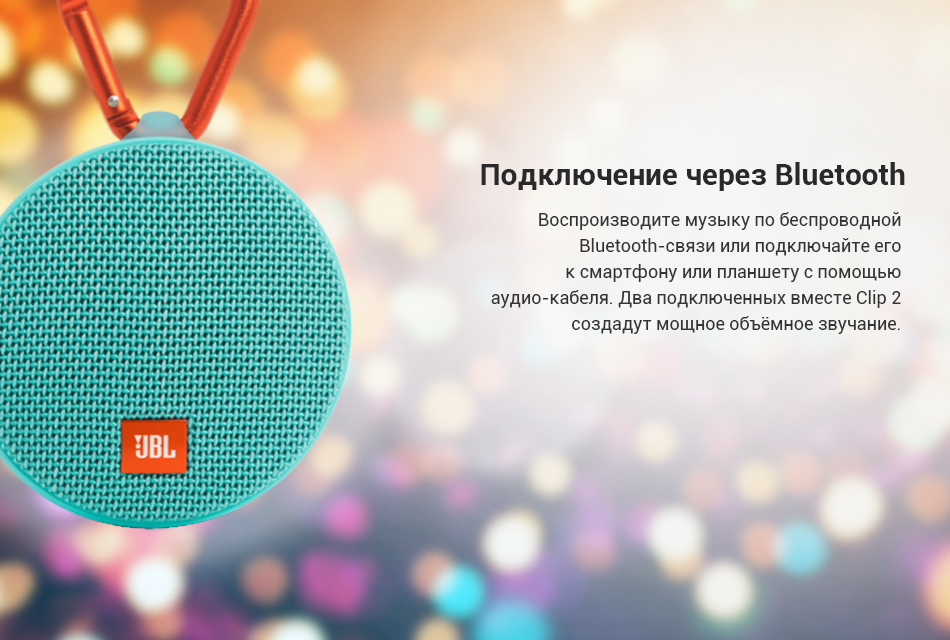 Подключение через Bluetooth
Воспроизводите музыку по беспроводной
Bluetooth-связи или подключайте его
к смартфону или планшету с помощью
аудио-кабеля. Два подключенных вместе Clip 2
создадут мощное объёмное звучание.
JBL